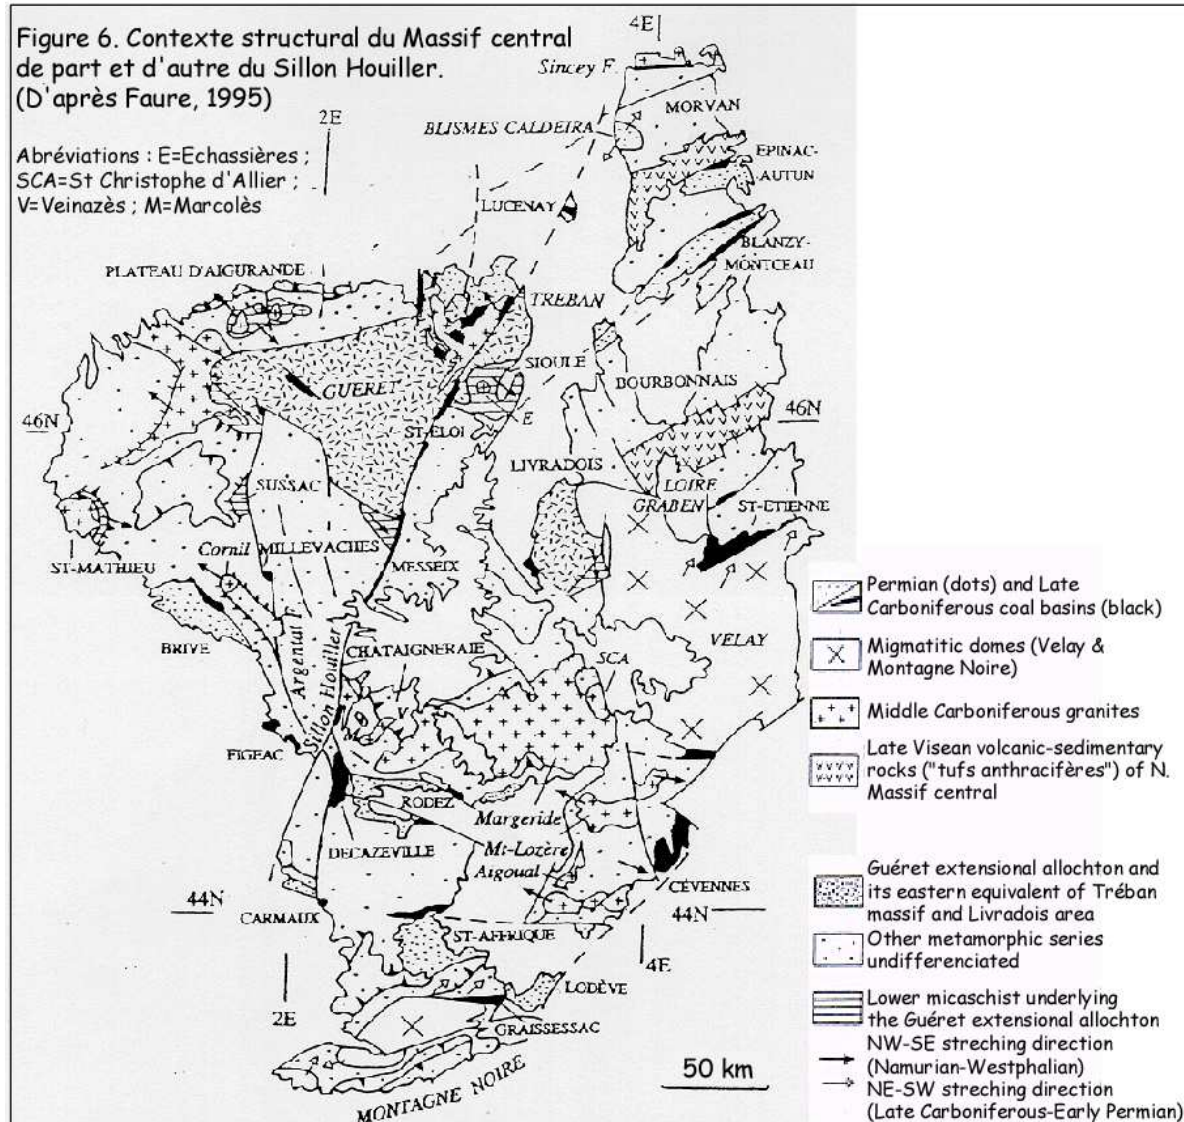 Figure 6. Contexte structural du Massif central
de part et d'autre du Sillon Houiller.
(D'après Faure, 1995)
Abréviations : E=Echassières ;
SCA=St Christophe d'Allier ;
V=Veinazès ; M=Marcolès
4E
2E
Sincey F.
MORVAN
BLISMES CALDEIRA
EPINAC-
AUTUN
LUCENAY
BLANZY-
MONTCEAU
PLATEAU D'AIGURANDE
TREBAN
SIOULE
GUERET
BOURBONNAIS
46N
46N
E
ST-ELOI
LIVRADOIS
LOIRE
GRABEN
SUSSAC
ST-ETIENNE
Cornil
MILLEVACHES
ST-MATHIEU
MESSEIX
VELAY
BRIVE
Argentat F.
Sillon Houiller
CHATAIGNERAIE
SCA
V
M
FIGEAC
RODEZ
Margeride
DECAZEVILLE
Mt-Lozère
Aigoual
CÉVENNES
44N
44N
CARMAUX
ST-AFFRIQUE
4E
LODÈVE
2E
GRAISSESSAC
50 km
MONTAGNE NOIRE
Permian (dots) and Late
Carboniferous coal basins (black)
Migmatitic domes (Velay &
Montagne Noire)
Middle Carboniferous granites
Late Visean volcanic-sedimentary
rocks ("tufs anthracifères") of N.
Massif central
Guéret extensional allochton and
its eastern equivalent of Tréban
massif and Livradois area
Other metamorphic series
undifferenciated
Lower micaschist underlying
the Guéret extensional allochton
NW-SE streching direction
(Namurian-Westphalian)
NE-SW streching direction
(Late Carboniferous-Early Permian)